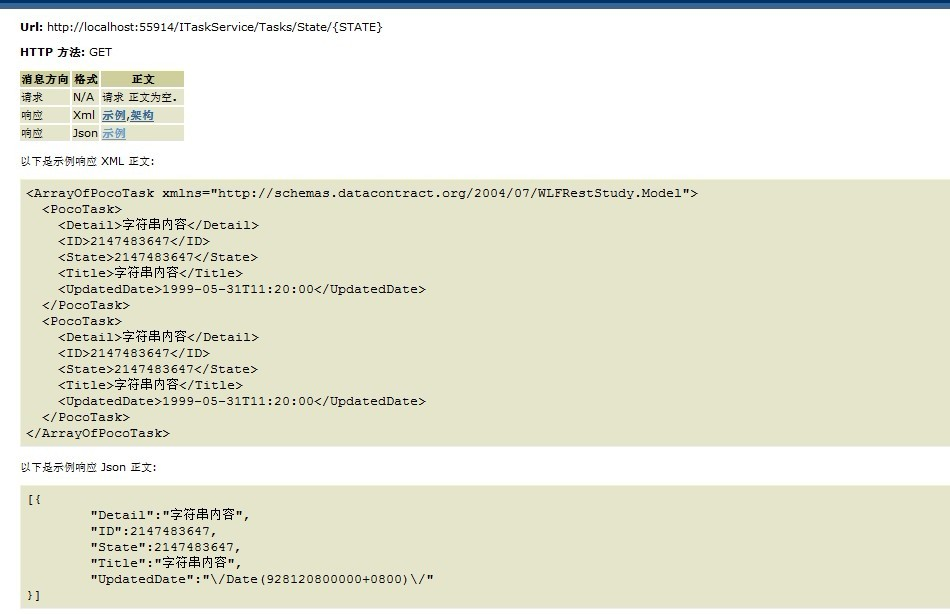 Url: http://localhost:55914/ITaskService/Tasks/State/{STATE}
HTTP 方法: GET
消息方向 格式 正文
请求 N/A 请求 正文为空.
响应 Xml 示例,架构
响应 Json 示例
以下是示例响应 XML 正文:
<ArrayOfPocoTask xmlns="http://schemas.datacontract.org/2004/07/WLFRestStudy.Model">
  <PocoTask>
    <Detail>字符串内容</Detail>
    <ID>2147483647</ID>
    <State>2147483647</State>
    <Title>字符串内容</Title>
    <UpdatedDate>1999-05-31T11:20:00</UpdatedDate>
  </PocoTask>
  <PocoTask>
    <Detail>字符串内容</Detail>
    <ID>2147483647</ID>
    <State>2147483647</State>
    <Title>字符串内容</Title>
    <UpdatedDate>1999-05-31T11:20:00</UpdatedDate>
  </PocoTask>
</ArrayOfPocoTask>
以下是示例响应 Json 正文:
[{
        "Detail":"字符串内容",
        "ID":2147483647,
        "State":2147483647,
        "Title":"字符串内容",
        "UpdatedDate":"\/Date(928120800000+0800)\/"
}]